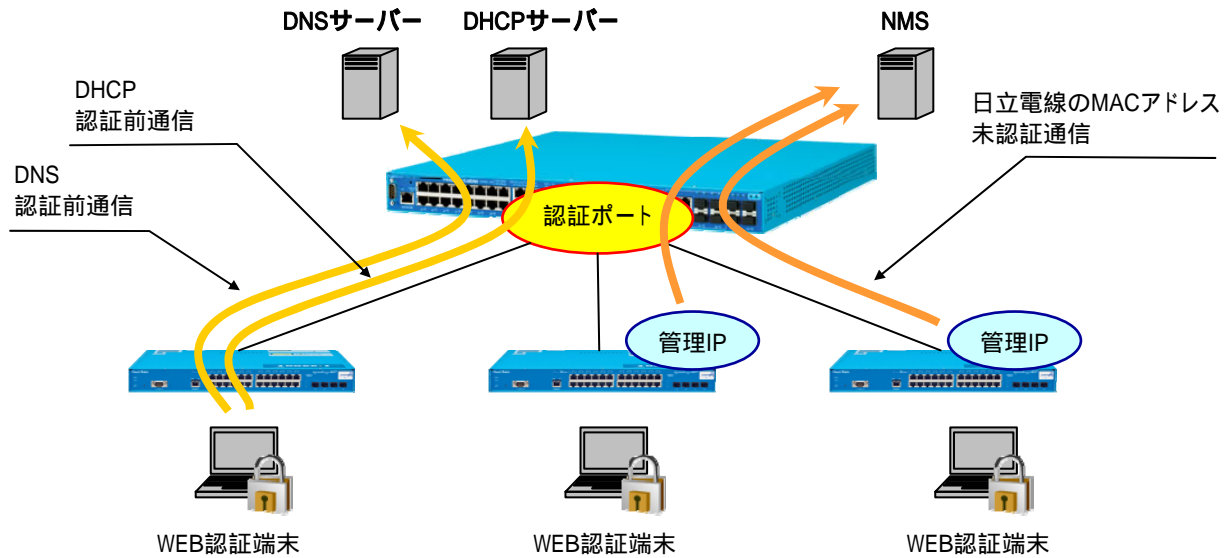 DNSサーバー
DHCPサーバー
NMS
DHCP
認証前通信
日立電線のMACアドレス
未認証通信
DNS
認証前通信
認証ポート
管理IP
管理IP
WEB認証端末
WEB認証端末
WEB認証端末